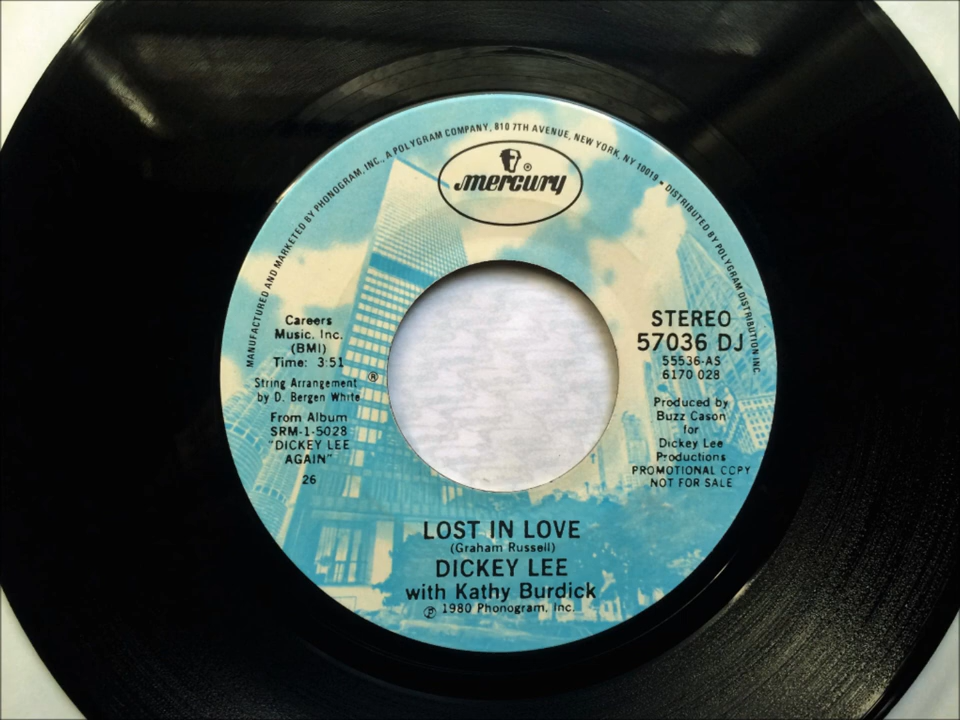 MANUFACTURED AND MARKETED BY PHONOGRAM, INC., A POLYGRAM COMPANY, 810 7TH AVENUE, NEW YORK, NY 10019 • DISTRIBUTED BY POLYGRAM DISTRIBUTION INC.
®
mercury
Careers
Music, Inc.
(BMI)
Time: 3:51
®
String Arrangement
by D. Bergen White
From Album
SRM-1-5028
"DICKEY LEE
AGAIN"
26
STEREO
57036 DJ
55536-AS
6170 028
Produced by
Buzz Cason
for
Dickey Lee
Productions
PROMOTIONAL COPY
NOT FOR SALE
LOST IN LOVE
(Graham Russell)
DICKEY LEE
with Kathy Burdick
℗ 1980 Phonogram, Inc.